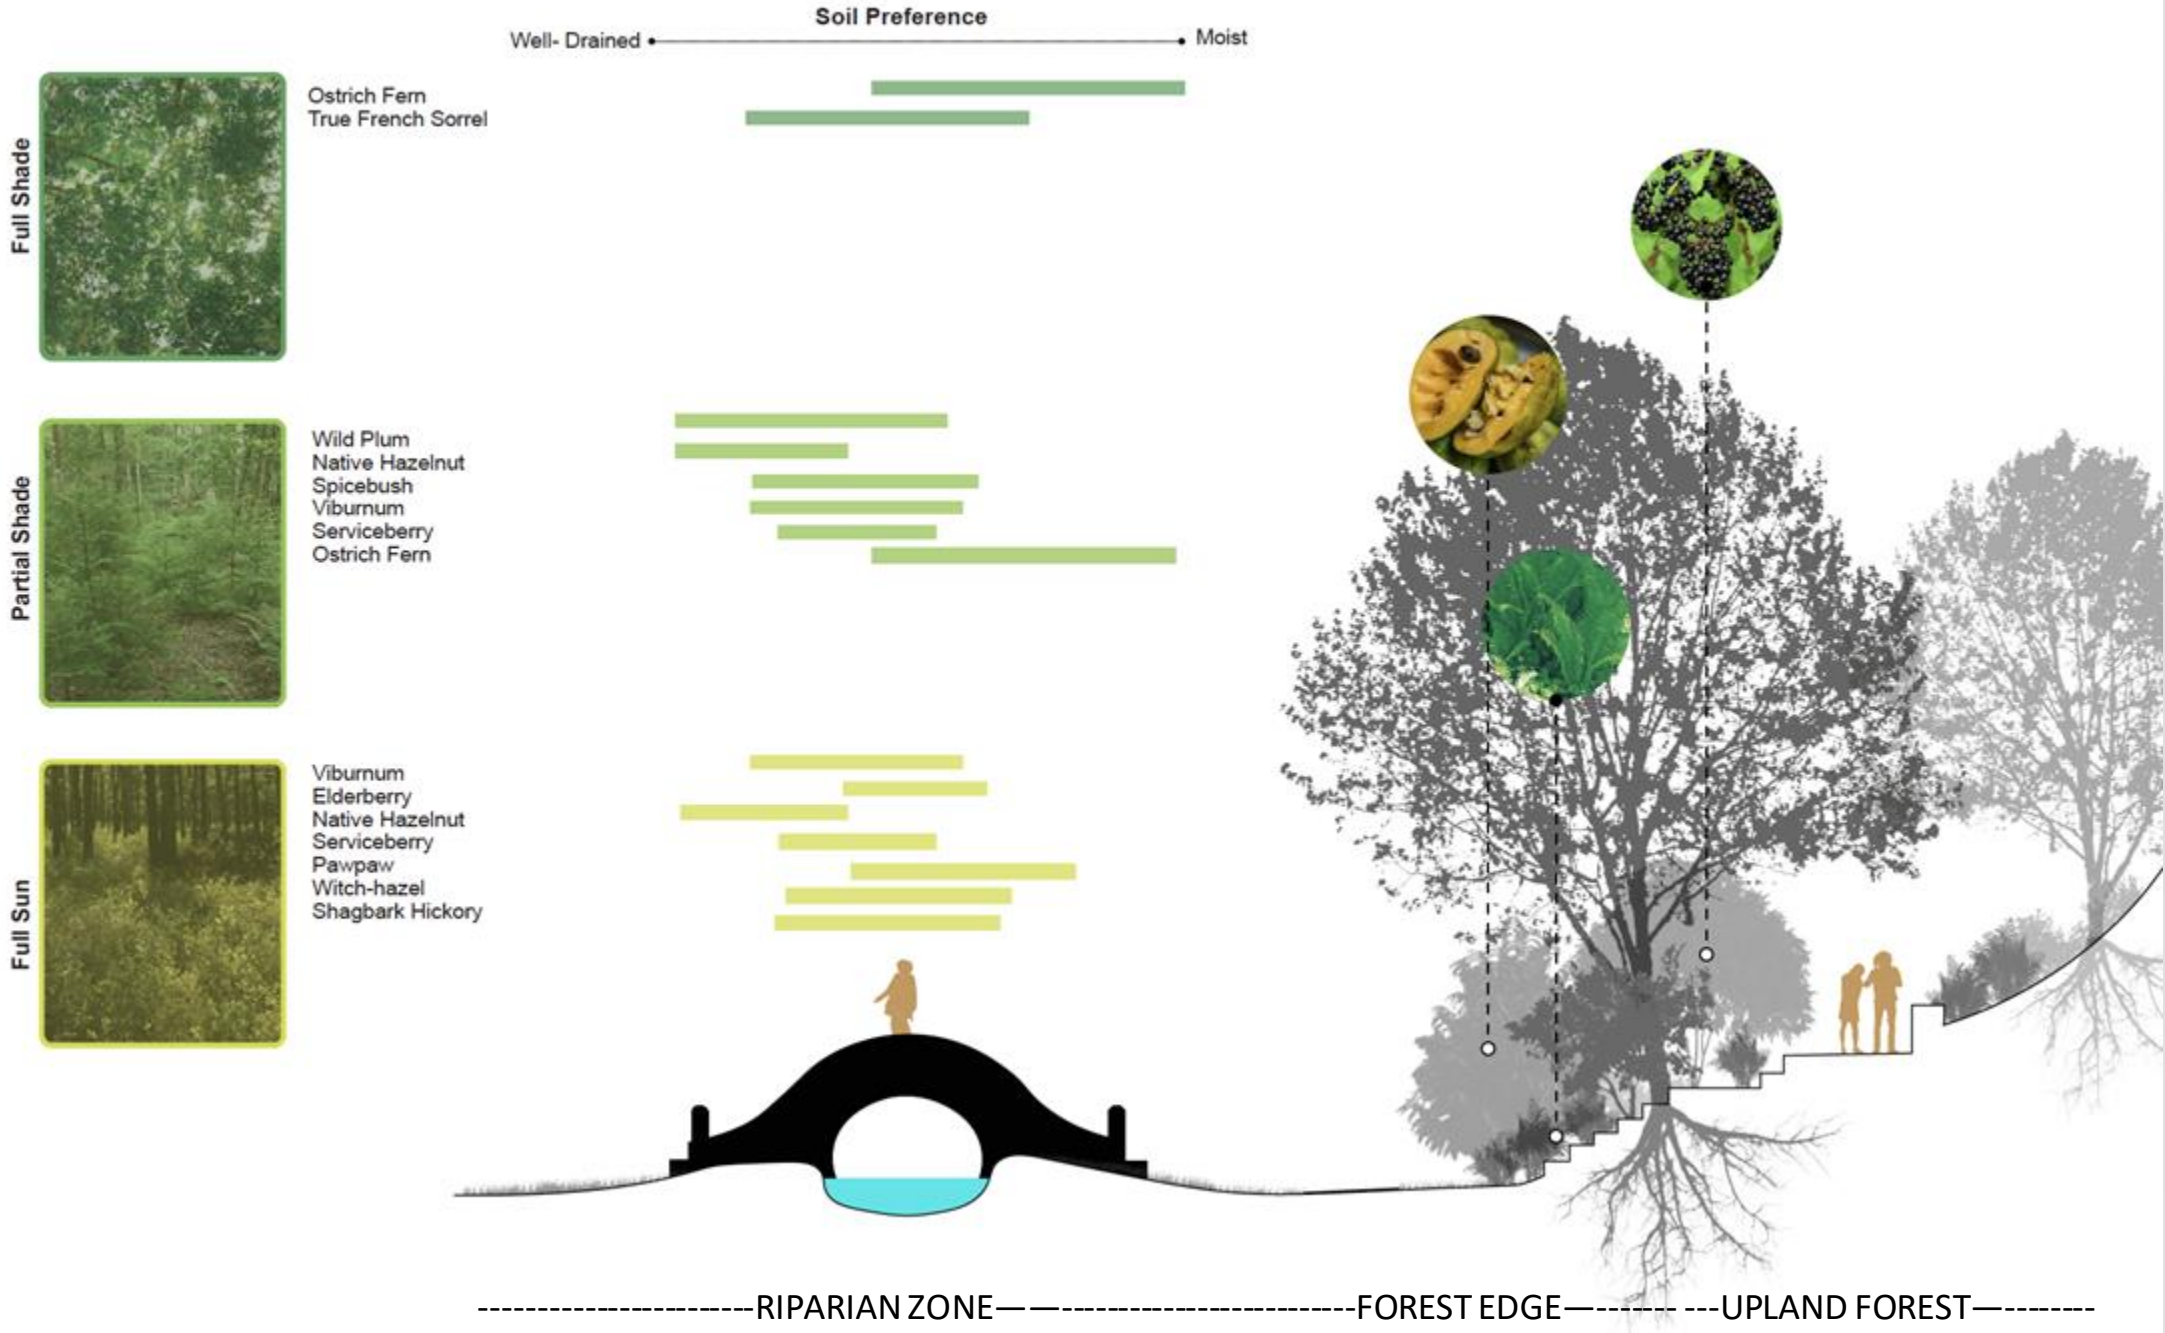 Soil Preference
Well- Drained
Moist
Full Shade
Ostrich Fern
True French Sorrel
Partial Shade
Wild Plum
Native Hazelnut
Spicebush
Viburnum
Serviceberry
Ostrich Fern
Full Sun
Viburnum
Elderberry
Native Hazelnut
Serviceberry
Pawpaw
Witch-hazel
Shagbark Hickory
-----------------------RIPARIAN ZONE——-------------------------FOREST EDGE—------- ---UPLAND FOREST—--------